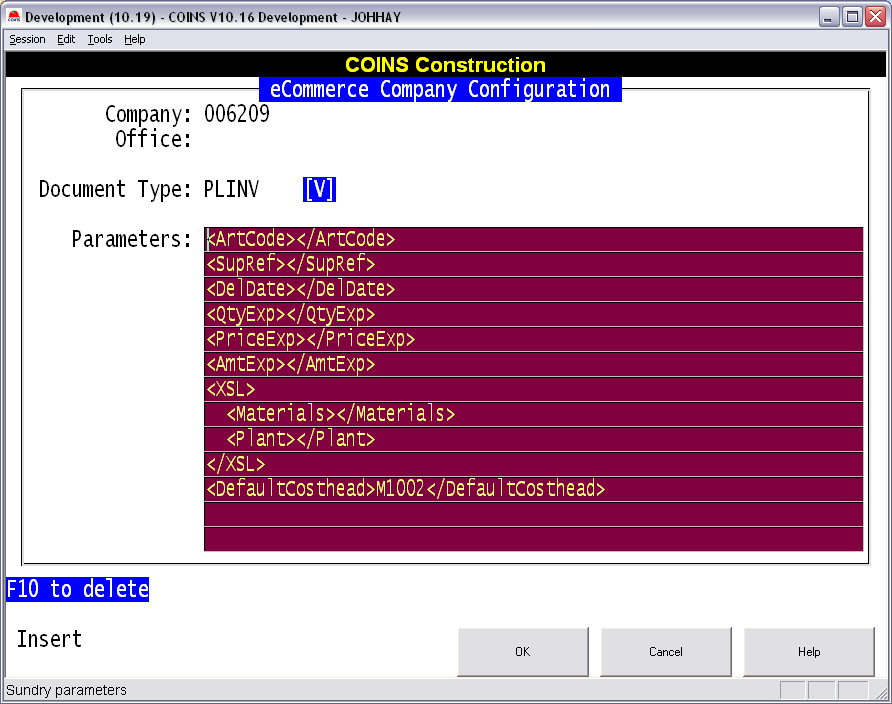 Development (10.19) - COINS V10.16 Development - JOHHAY
Session Edit Tools Help
COINS Construction
eCommerce Company Configuration
Company: 006209
Office:
Document Type: PLINV [V]
Parameters: <ArtCode></ArtCode>
<SupRef></SupRef>
<DelDate></DelDate>
<QtyExp></QtyExp>
<PriceExp></PriceExp>
<AmtExp></AmtExp>
<XSL>
<Materials></Materials>
<Plant></Plant>
</XSL>
<DefaultCosthead>M1002</DefaultCosthead>
F10 to delete
Insert
OK Cancel Help
Sundry parameters